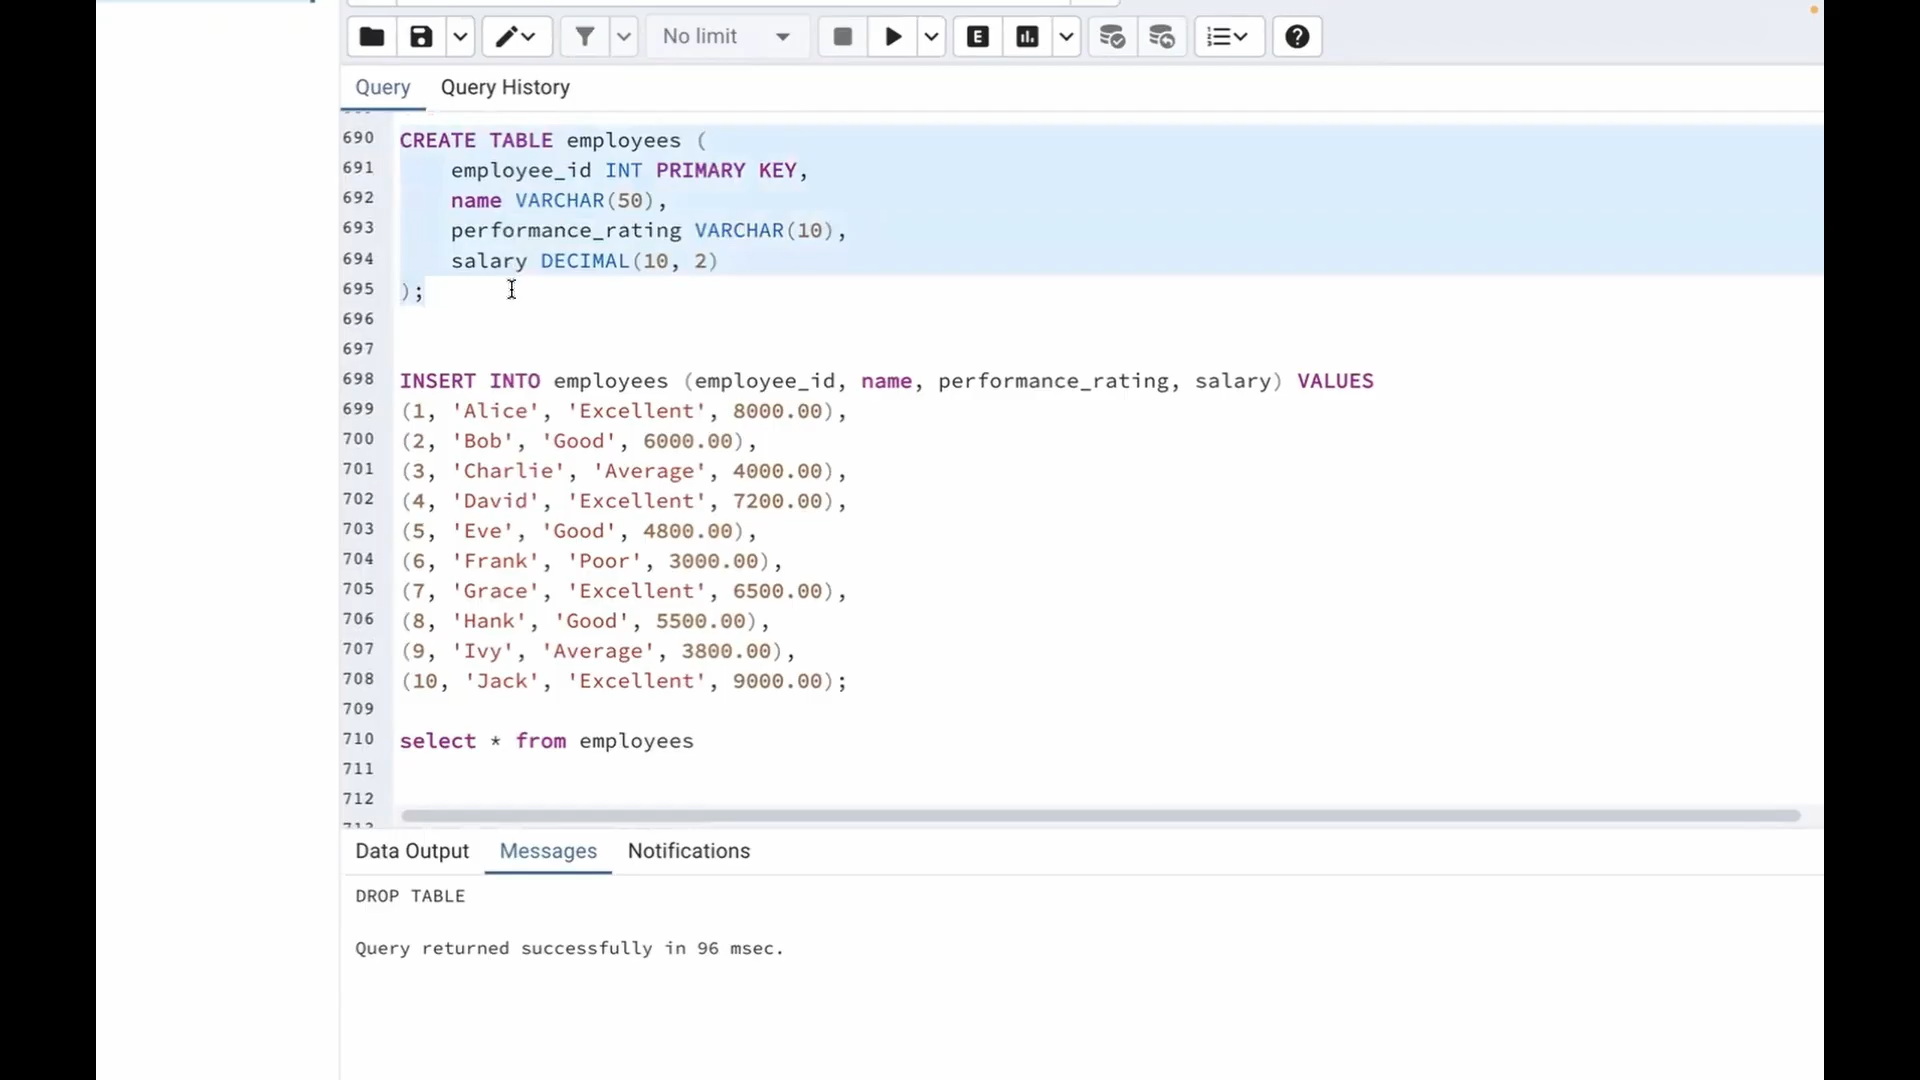 No limit
E
Query Query History
690 CREATE TABLE employees (
691 employee_id INT PRIMARY KEY,
692 name VARCHAR(50),
693 performance_rating VARCHAR(10),
694 salary DECIMAL(10, 2)
695 );
696
697
698 INSERT INTO employees (employee_id, name, performance_rating, salary) VALUES
699 (1, 'Alice', 'Excellent', 8000.00),
700 (2, 'Bob', 'Good', 6000.00),
701 (3, 'Charlie', 'Average', 4000.00),
702 (4, 'David', 'Excellent', 7200.00),
703 (5, 'Eve', 'Good', 4800.00),
704 (6, 'Frank', 'Poor', 3000.00),
705 (7, 'Grace', 'Excellent', 6500.00),
706 (8, 'Hank', 'Good', 5500.00),
707 (9, 'Ivy', 'Average', 3800.00),
708 (10, 'Jack', 'Excellent', 9000.00);
709
710 select * from employees
711
712
Data Output Messages Notifications
DROP TABLE
Query returned successfully in 96 msec.